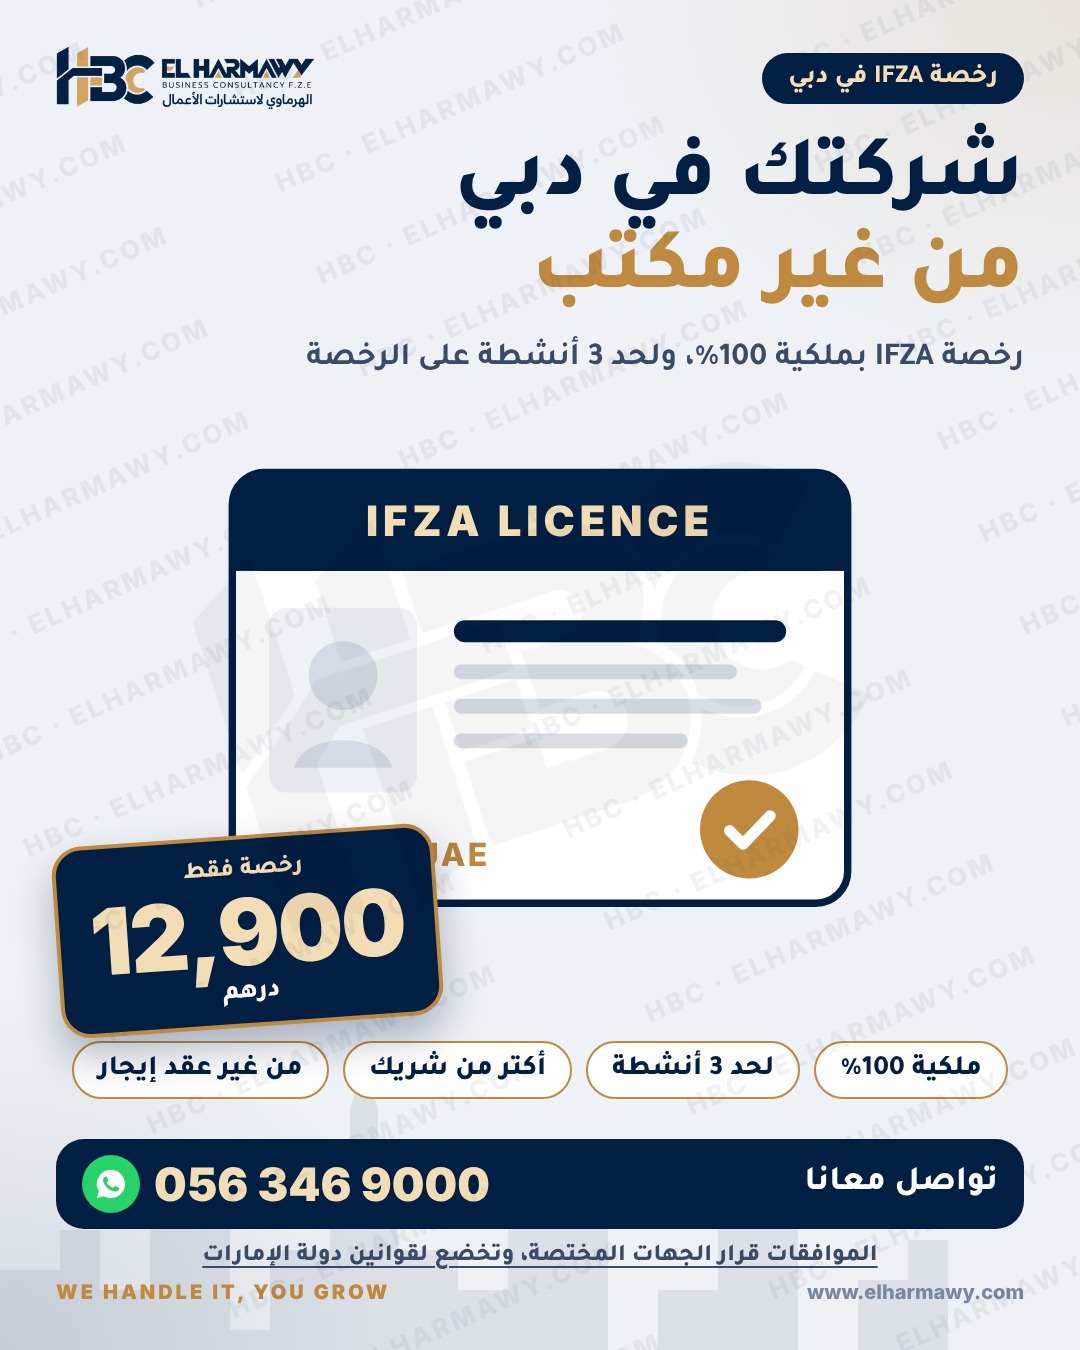 HBC EL HARMAWY
BUSINESS CONSULTANCY F.Z.E
الهرماوي لاستشارات الأعمال
رخصة IFZA في دبي
شركتك في دبي
من غير مكتب
رخصة IFZA بملكية 100%، ولحد 3 أنشطة على الرخصة
IFZA LICENCE
UAE
رخصة فقط
12,900
درهم
ملكية 100%
لحد 3 أنشطة
أكتر من شريك
من غير عقد إيجار
تواصل معانا
056 346 9000
الموافقات قرار الجهات المختصة، وتخضع لقوانين دولة الإمارات
WE HANDLE IT, YOU GROW
www.elharmawy.com
HBC · ELHARMAWY.COM